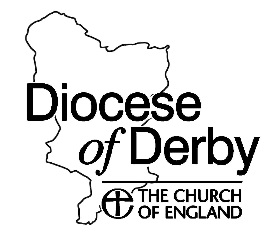 Diocese
of Derby
THE CHURCH
OF ENGLAND